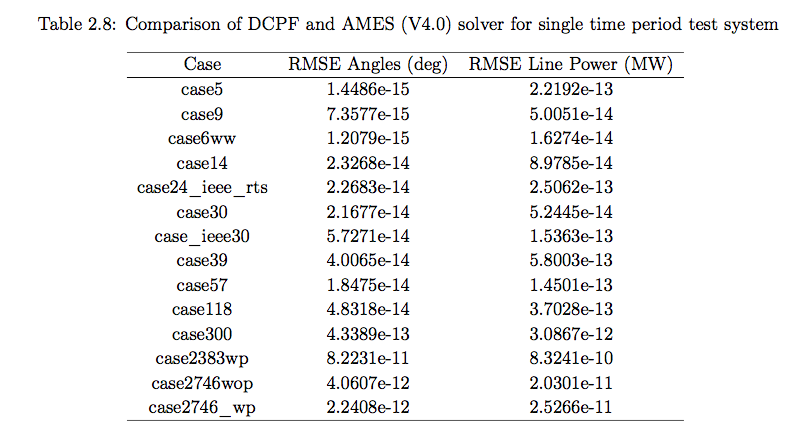 Table 2.8: Comparison of DCPF and AMES (V4.0) solver for single time period test system
Case RMSE Angles (deg) RMSE Line Power (MW)
case5 1.4486e-15 2.2192e-13
case9 7.3577e-15 5.0051e-14
case6ww 1.2079e-15 1.6274e-14
case14 2.3268e-14 8.9785e-14
case24_ieee_rts 2.2683e-14 2.5062e-13
case30 2.1677e-14 5.2445e-14
case_ieee30 5.7271e-14 1.5363e-13
case39 4.0065e-14 5.8003e-13
case57 1.8475e-14 1.4501e-13
case118 4.8318e-14 3.7028e-13
case300 4.3389e-13 3.0867e-12
case2383wp 8.2231e-11 8.3241e-10
case2746wop 4.0607e-12 2.0301e-11
case2746_wp 2.2408e-12 2.5266e-11